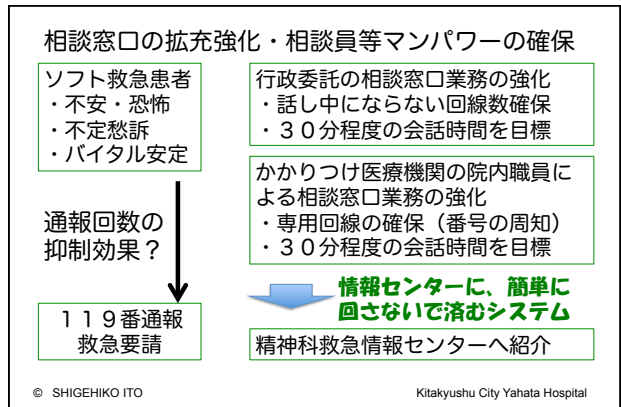 相談窓口の拡充強化・相談員等マンパワーの確保
ソフト救急患者
・不安・恐怖
・不定愁訴
・バイタル安定
通報回数の
抑制効果？
１１９番通報
救急要請
行政委託の相談窓口業務の強化
・話し中にならない回線数確保
・３０分程度の会話時間を目標
かかりつけ医療機関の院内職員に
よる相談窓口業務の強化
・専用回線の確保（番号の周知）
・３０分程度の会話時間を目標
情報センターに、簡単に
回さないで済むシステム
精神科救急情報センターへ紹介
© SHIGEHIKO ITO
Kitakyushu City Yahata Hospital